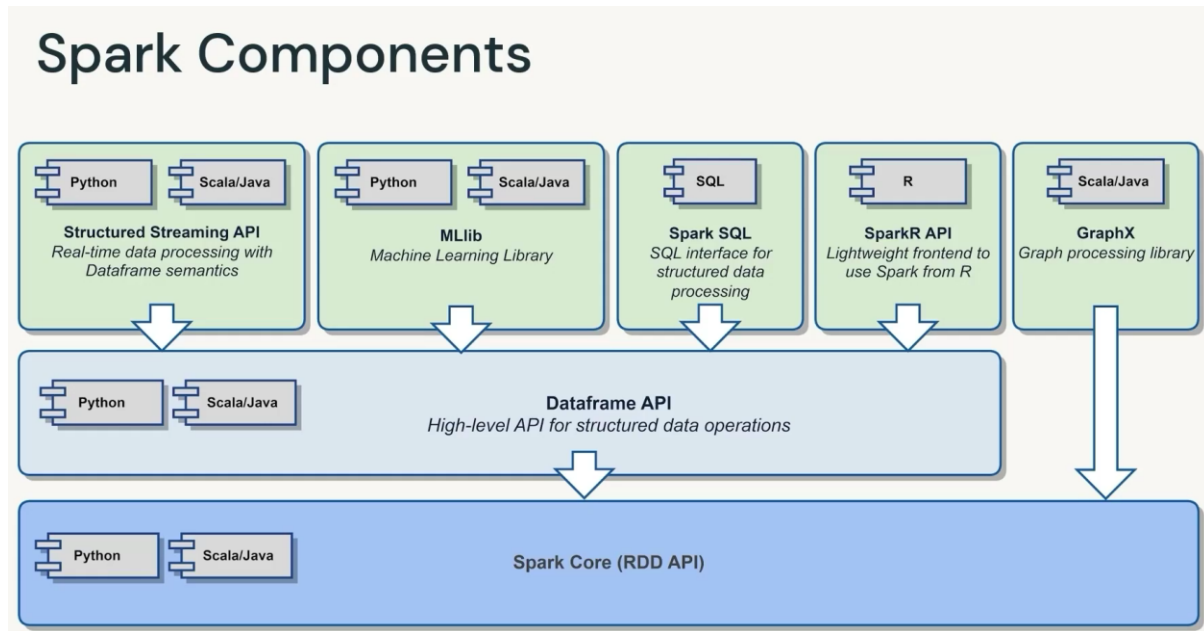 Spark Components
Python
Scala/Java
Structured Streaming API
Real-time data processing with
Dataframe semantics
Python
Scala/Java
MLlib
Machine Learning Library
SQL
Spark SQL
SQL interface for
structured data
processing
R
SparkR API
Lightweight frontend to
use Spark from R
Scala/Java
GraphX
Graph processing library
Python
Scala/Java
Dataframe API
High-level API for structured data operations
Python
Scala/Java
Spark Core (RDD API)